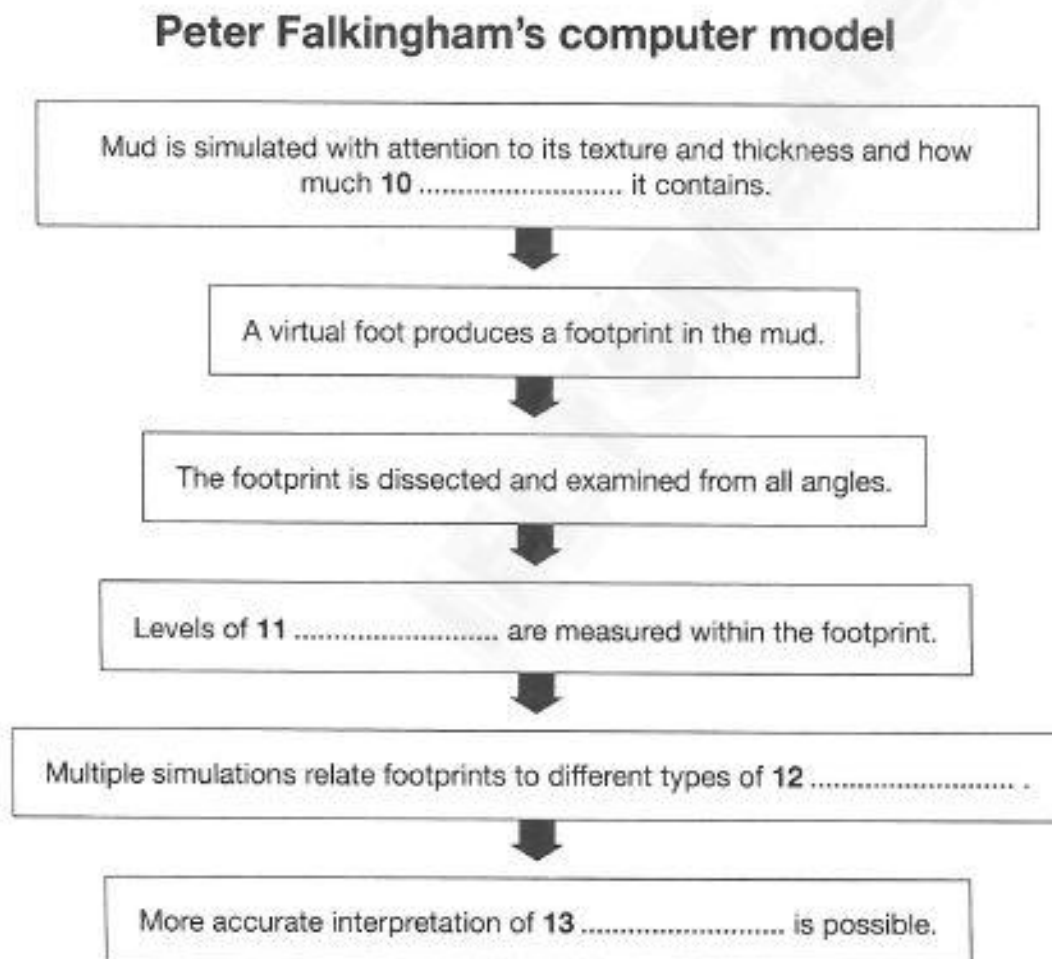 Peter Falkingham's computer model
Mud is simulated with attention to its texture and thickness and how
much 10 .......................... it contains.
A virtual foot produces a footprint in the mud.
The footprint is dissected and examined from all angles.
Levels of 11 .......................... are measured within the footprint.
Multiple simulations relate footprints to different types of 12 .......................... .
More accurate interpretation of 13 .......................... is possible.